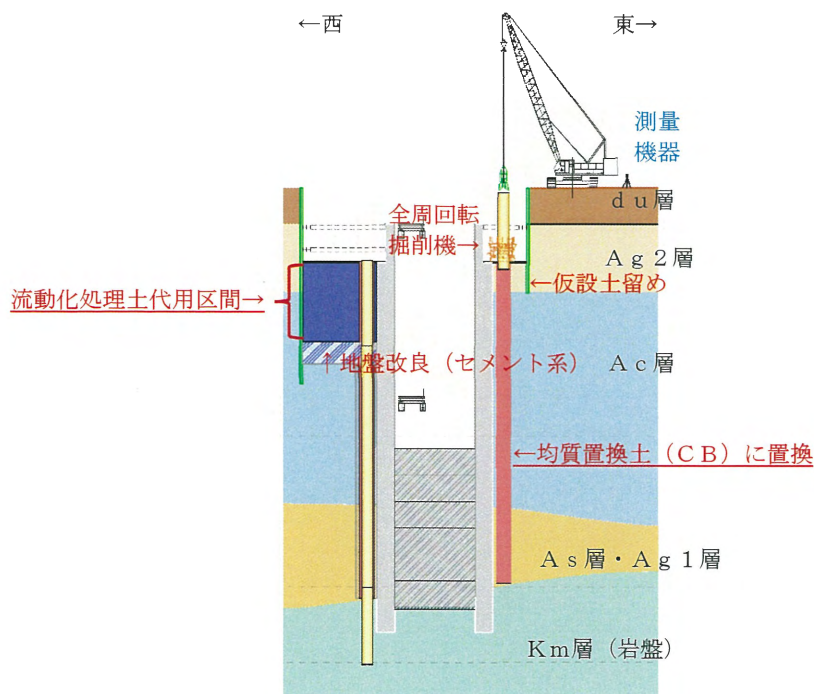 ←西
東→
測量
機器
du層
全周回転
掘削機→
Ag2層
←仮設土留め
流動化処理土代用区間→
↑地盤改良（セメント系）
Ac層
←均質置換土（CB）に置換
As層・Ag1層
Km層（岩盤）